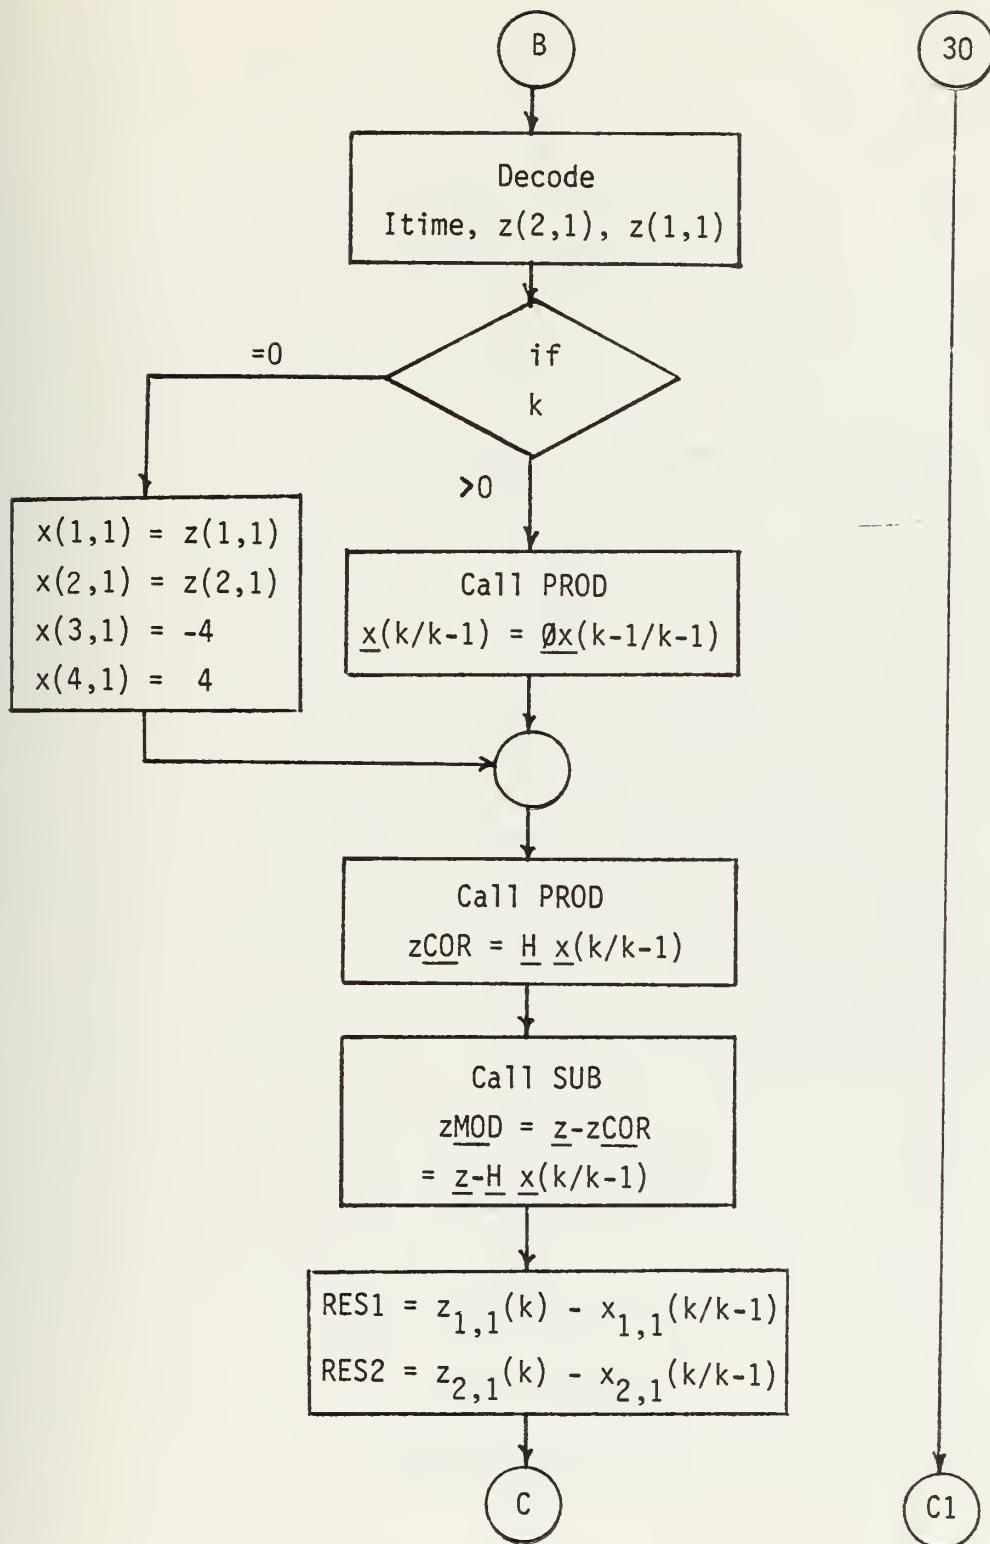 B
30
Decode
Itime, z(2,1), z(1,1)
=0
if
k
>0
x(1,1) = z(1,1)
x(2,1) = z(2,1)
x(3,1) = -4
x(4,1) = 4
Call PROD
x(k/k-1) = Øx(k-1/k-1)
Call PROD
zCOR = H x(k/k-1)
Call SUB
zMOD = z-zCOR
= z-H x(k/k-1)
RES1 = z1,1(k) - x1,1(k/k-1)
RES2 = z2,1(k) - x2,1(k/k-1)
C
C1